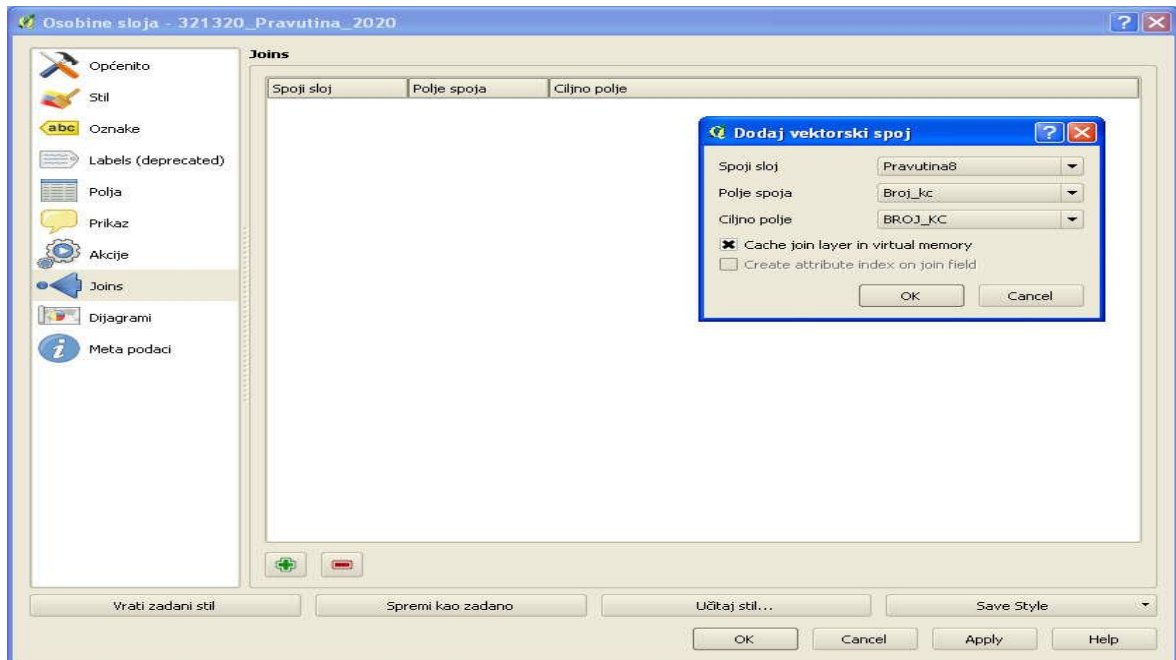 Osobine sloja - 321320_Pravutina_2020
Općenito
Stil
abc Oznake
Labels (deprecated)
Polja
Prikaz
Akcije
Joins
Dijagrami
Meta podaci
Joins
Spoji sloj Polje spoja Ciljno polje
Dodaj vektorski spoj
Spoji sloj Pravutina8
Polje spoja Broj_kc
Ciljno polje BROJ_KC
Cache join layer in virtual memory
Create attribute index on join field
OK Cancel
Vrati zadani stil Spremi kao zadano Učitaj stil... Save Style
OK Cancel Apply Help